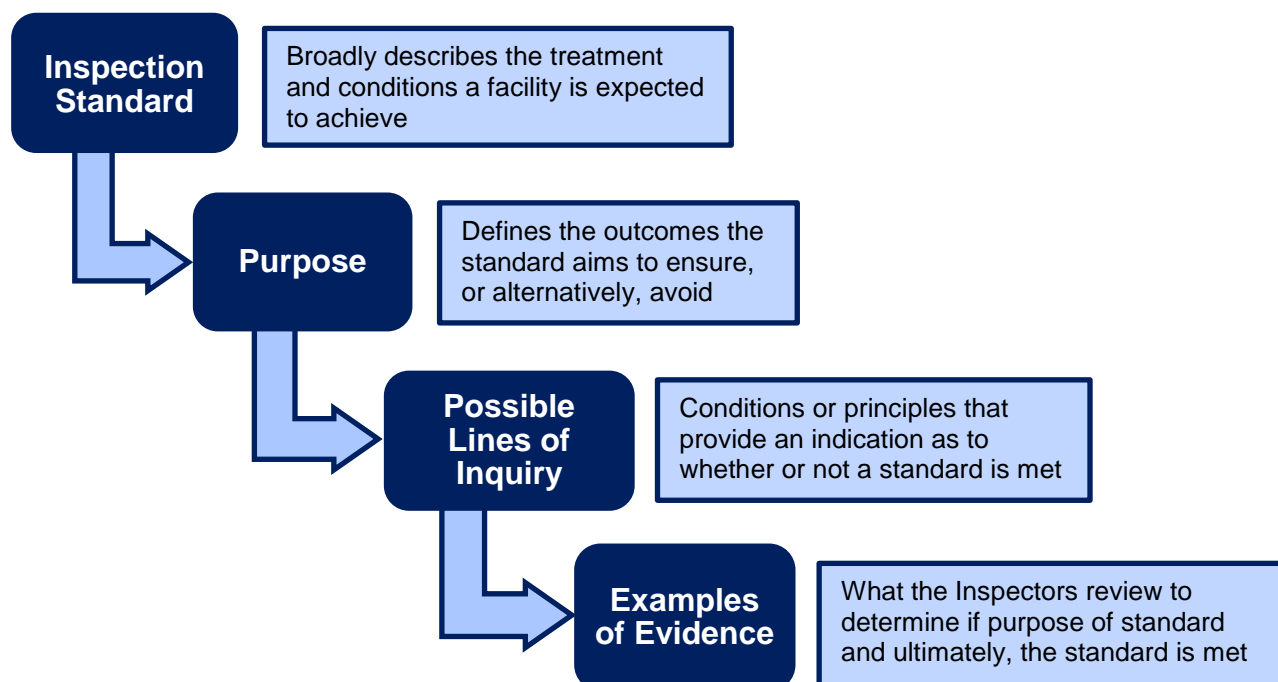 Inspection
Standard
Broadly describes the treatment
and conditions a facility is expected
to achieve
Purpose
Defines the outcomes the
standard aims to ensure,
or alternatively, avoid
Possible
Lines of
Inquiry
Conditions or principles that
provide an indication as to
whether or not a standard is met
Examples
of Evidence
What the Inspectors review to
determine if purpose of standard
and ultimately, the standard is met